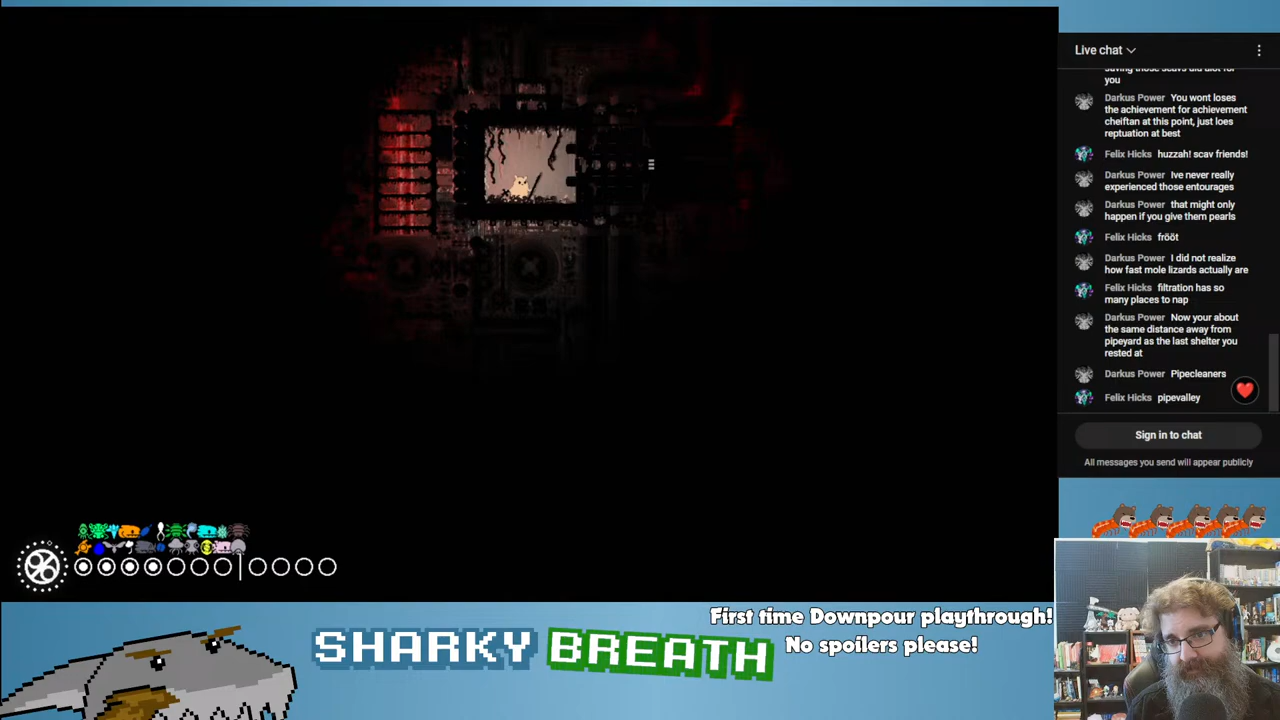 Live chat
you
Darkus Power You wont loses
the achievement for achievement
cheiftan at this point, just loes
reptuation at best
Felix Hicks huzzah! scav friends!
Darkus Power Ive never really
experienced those entourages
Darkus Power that might only
happen if you give them pearls
Felix Hicks frööt
Darkus Power I did not realize
how fast mole lizards actually are
Felix Hicks filtration has so
many places to nap
Darkus Power Now your about
the same distance away from
pipeyard as the last shelter you
rested at
Darkus Power Pipecleaners
Felix Hicks pipevalley
Sign in to chat
All messages you send will appear publicly
First time Downpour playthrough!
No spoilers please!
SHARKY BREATH